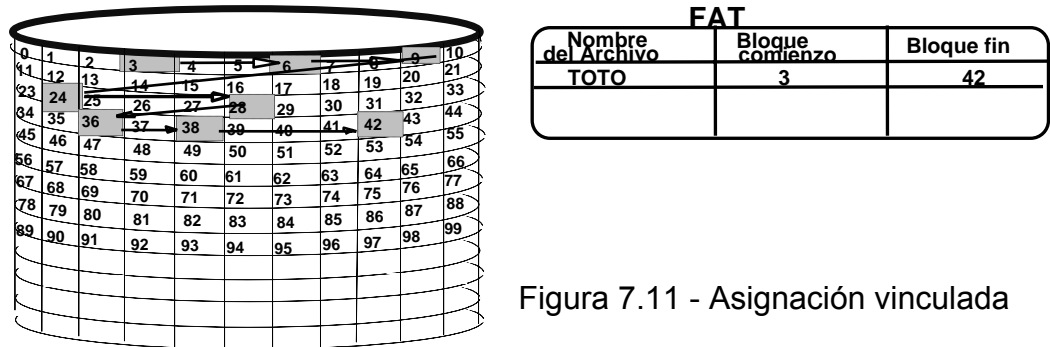 FAT
Nombre del Archivo Bloque comienzo Bloque fin
TOTO 3 42
0 1 2 3 4 5 6 7 8 9 10
11 12 13 14 15 16 17 18 19 20 21
23 24 25 26 27 28 29 30 31 32 33
34 35 36 37 38 39 40 41 42 43 44
45 46 47 48 49 50 51 52 53 54 55
56 57 58 59 60 61 62 63 64 65 66
67 68 69 70 71 72 73 74 75 76 77
78 79 80 81 82 83 84 85 86 87 88
89 90 91 92 93 94 95 96 97 98 99
Figura 7.11 - Asignación vinculada